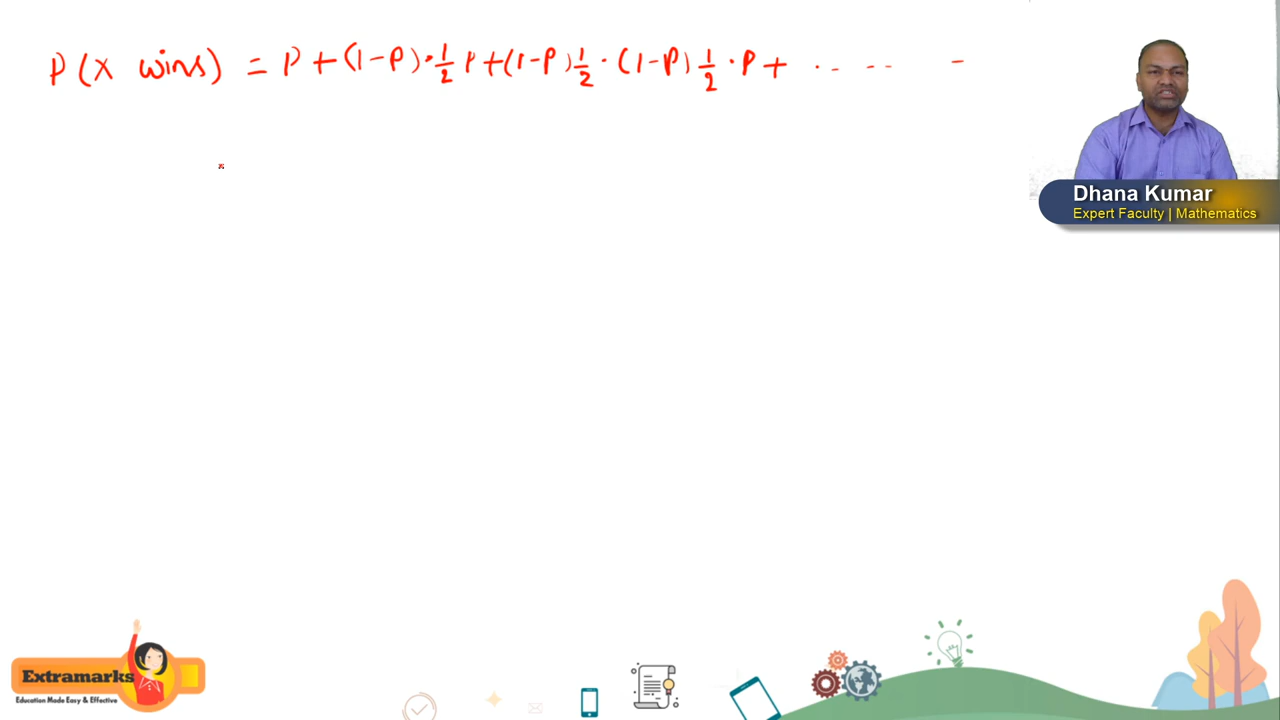 P(X wins) = P + (1-P)·1/2 P + (1-P) 1/2 · (1-P) 1/2 · P + ........ -
Dhana Kumar
Expert Faculty | Mathematics
Extramarks
Education Made Easy & Effective